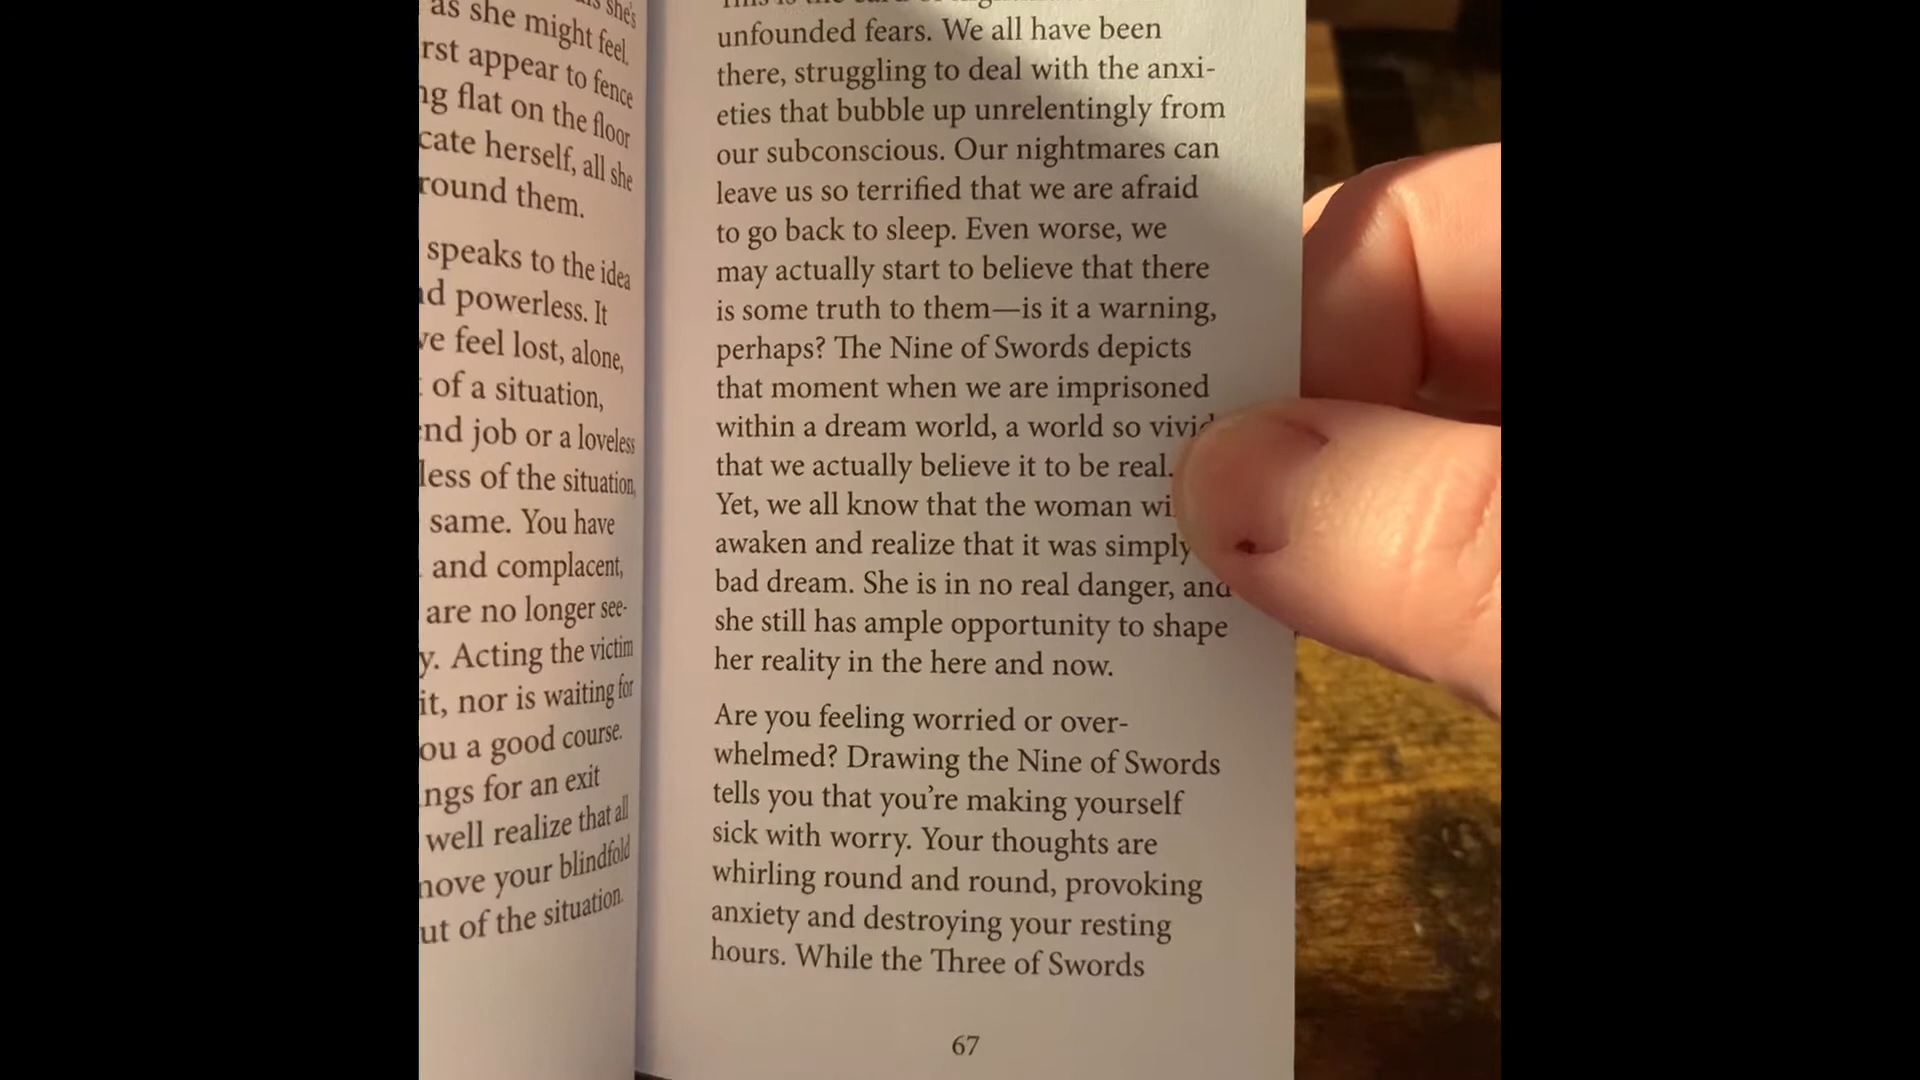 as she might feel.
appear to fence
flat on the floor
herself, all she
them.
speaks to the idea
powerless. It
feel lost, alone,
of a situation,
job or a loveless
of the situation,
same. You have
and complacent,
are no longer see-
Acting the victim
it, nor is waiting for
a good course.
for an exit
well realize that all
your blindfold
of the situation.
unfounded fears. We all have been
there, struggling to deal with the anxi-
eties that bubble up unrelentingly from
our subconscious. Our nightmares can
leave us so terrified that we are afraid
to go back to sleep. Even worse, we
may actually start to believe that there
is some truth to them—is it a warning,
perhaps? The Nine of Swords depicts
that moment when we are imprisoned
within a dream world, a world so vivid
that we actually believe it to be real.
Yet, we all know that the woman
awaken and realize that it was simply
bad dream. She is in no real danger, and
she still has ample opportunity to shape
her reality in the here and now.
Are you feeling worried or over-
whelmed? Drawing the Nine of Swords
tells you that you're making yourself
sick with worry. Your thoughts are
whirling round and round, provoking
anxiety and destroying your resting
hours. While the Three of Swords
67